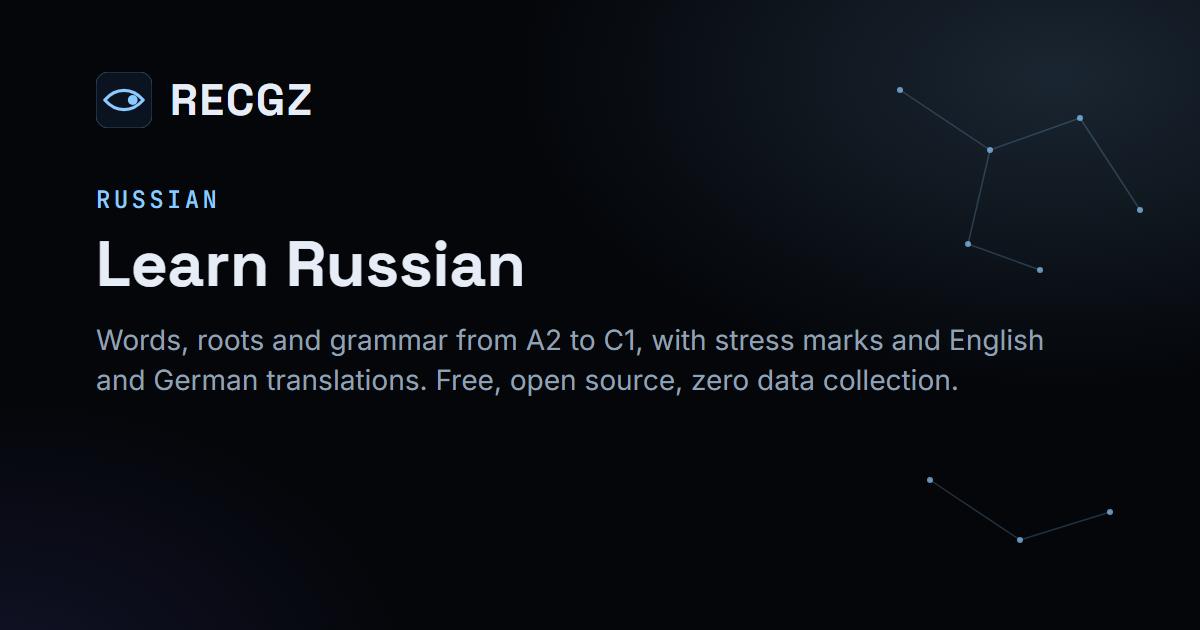 RECGZ
RUSSIAN
Learn Russian
Words, roots and grammar from A2 to C1, with stress marks and English
and German translations. Free, open source, zero data collection.